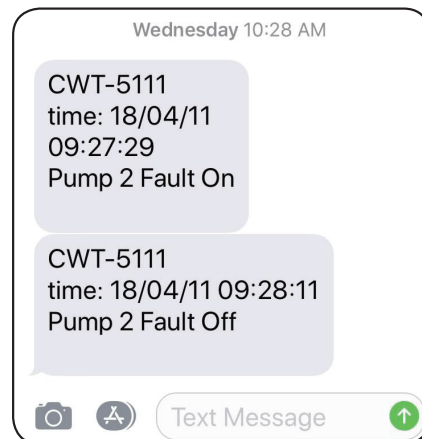 Wednesday 10:28 AM
CWT-5111
time: 18/04/11
09:27:29
Pump 2 Fault On
CWT-5111
time: 18/04/11 09:28:11
Pump 2 Fault Off
Text Message